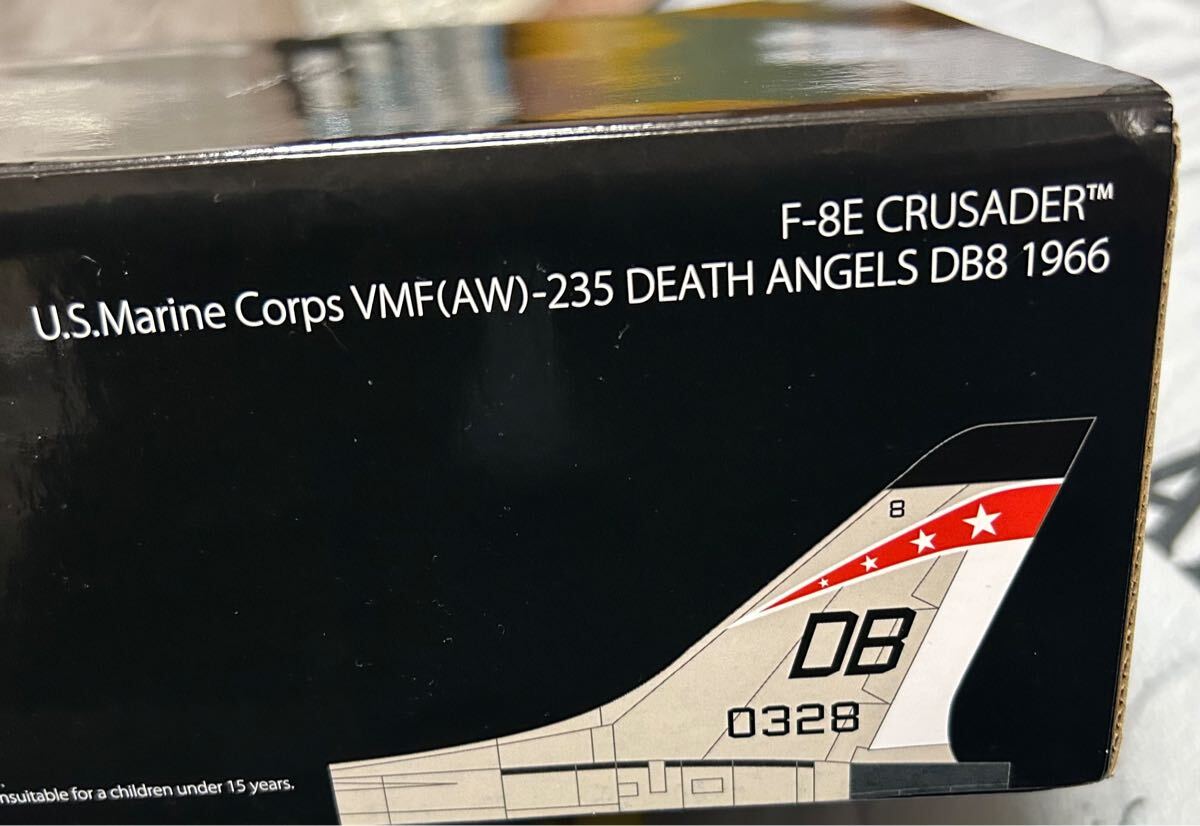 F-8E CRUSADER™
U.S.Marine Corps VMF(AW)-235 DEATH ANGELS DB8 1966
8
DB
0328
for a children under 15 years.